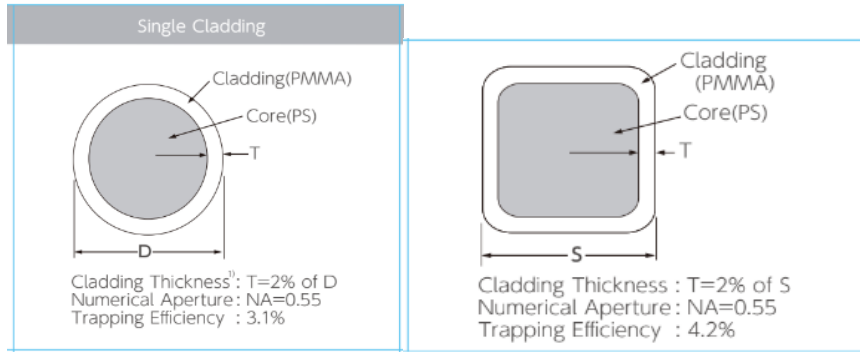 Single Cladding
Cladding(PMMA)
Core(PS)
T
D
Cladding Thickness¹⁾: T=2% of D
Numerical Aperture: NA=0.55
Trapping Efficiency : 3.1%
Cladding
(PMMA)
Core(PS)
T
S
Cladding Thickness : T=2% of S
Numerical Aperture: NA=0.55
Trapping Efficiency : 4.2%